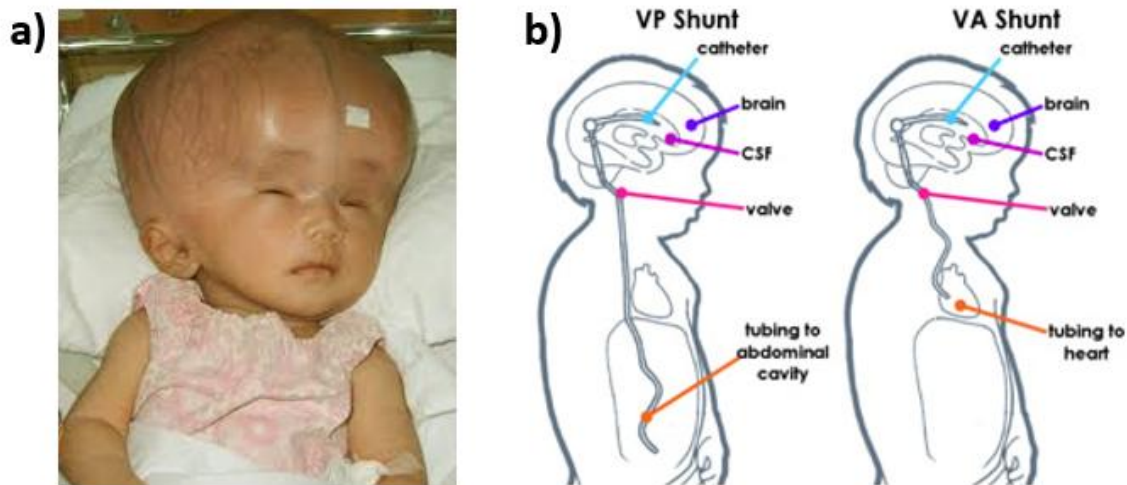 a)
b)
VP Shunt
catheter
brain
CSF
valve
tubing to
abdominal
cavity
VA Shunt
catheter
brain
CSF
valve
tubing to
heart